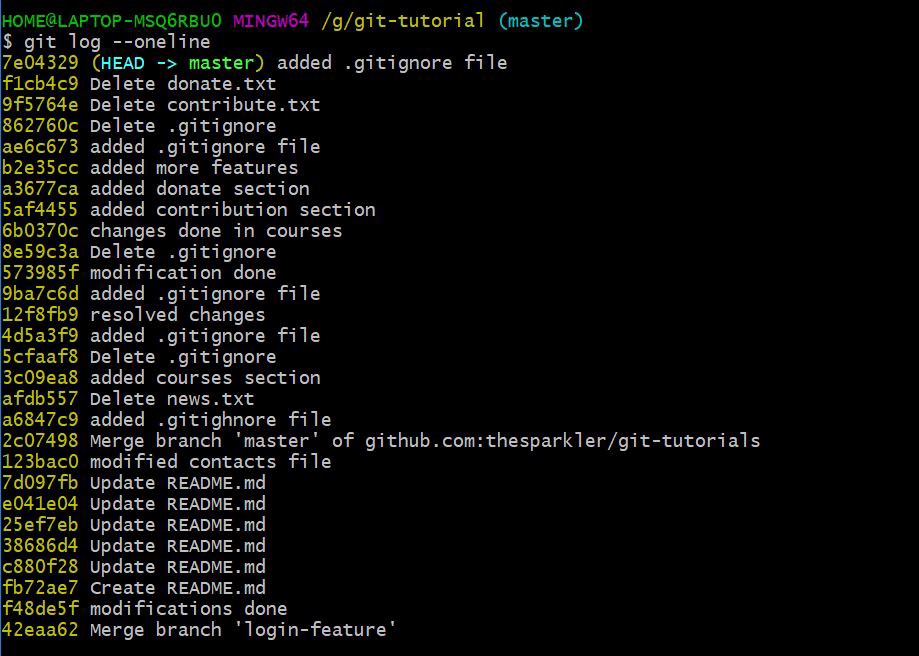 HOME@LAPTOP-MSQ6RBU0 MINGW64 /g/git-tutorial (master)
$ git log --oneline
7e04329 (HEAD -> master) added .gitignore file
f1cb4c9 Delete donate.txt
9f5764e Delete contribute.txt
862760c Delete .gitignore
ae6c673 added .gitignore file
b2e35cc added more features
a3677ca added donate section
5af4455 added contribution section
6b0370c changes done in courses
8e59c3a Delete .gitignore
573985f modification done
9ba7c6d added .gitignore file
12f8fb9 resolved changes
4d5a3f9 added .gitignore file
5cfaaf8 Delete .gitignore
3c09ea8 added courses section
afdb557 Delete news.txt
a6847c9 added .gitighnore file
2c07498 Merge branch 'master' of github.com:thesparkler/git-tutorials
123bac0 modified contacts file
7d097fb Update README.md
e041e04 Update README.md
25ef7eb Update README.md
38686d4 Update README.md
c880f28 Update README.md
fb72ae7 Create README.md
f48de5f modifications done
42eaa62 Merge branch 'login-feature'